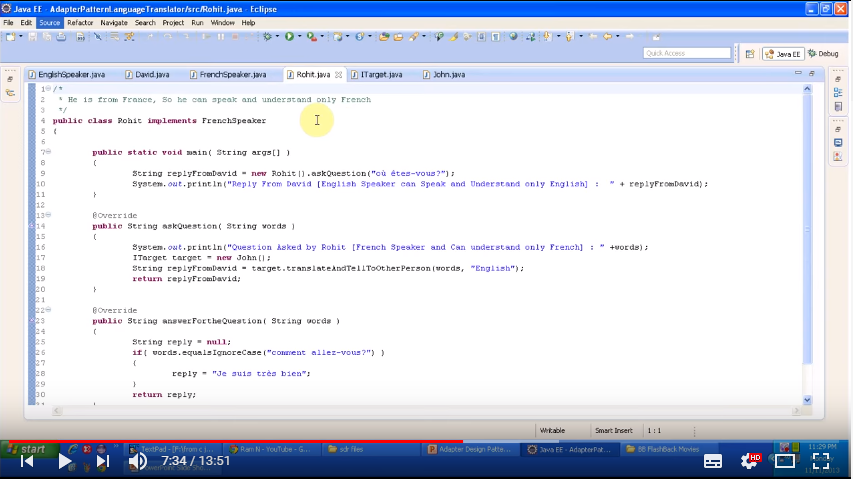 Java EE - AdapterPatternLanguageTranslator/src/Rohit.java - Eclipse
File Edit Source Refactor Navigate Search Project Run Window Help
Quick Access
Java EE
Debug
EnglishSpeaker.java
David.java
FrenchSpeaker.java
Rohit.java
ITarget.java
John.java
1 /*
2 * He is from France, So he can speak and understand only French
3 */
4 public class Rohit implements FrenchSpeaker
5 {
6
7 public static void main( String args[] )
8 {
9 String replyFromDavid = new Rohit().askQuestion("où êtes-vous?");
10 System.out.println("Reply From David [English Speaker can Speak and Understand only English] : " + replyFromDavid);
11 }
12
13 @Override
14 public String askQuestion( String words )
15 {
16 System.out.println("Question Asked by Rohit [French Speaker and Can understand only French] : " +words);
17 ITarget target = new John();
18 String replyFromDavid = target.translateAndTellToOtherPerson(words, "English");
19 return replyFromDavid;
20 }
21
22 @Override
23 public String answerFortheQuestion( String words )
24 {
25 String reply = null;
26 if( words.equalsIgnoreCase("comment allez-vous?") )
27 {
28 reply = "Je suis très bien";
29 }
30 return reply;
Writable
Smart Insert
1 : 1
start
TextPad - [F:\from c j
Ram N - YouTube - Go
sdr files
Adapter Design Patte
Java EE - AdapterPat
BB FlashBack Movies
11:29 PM
7:34 / 13:51
HD